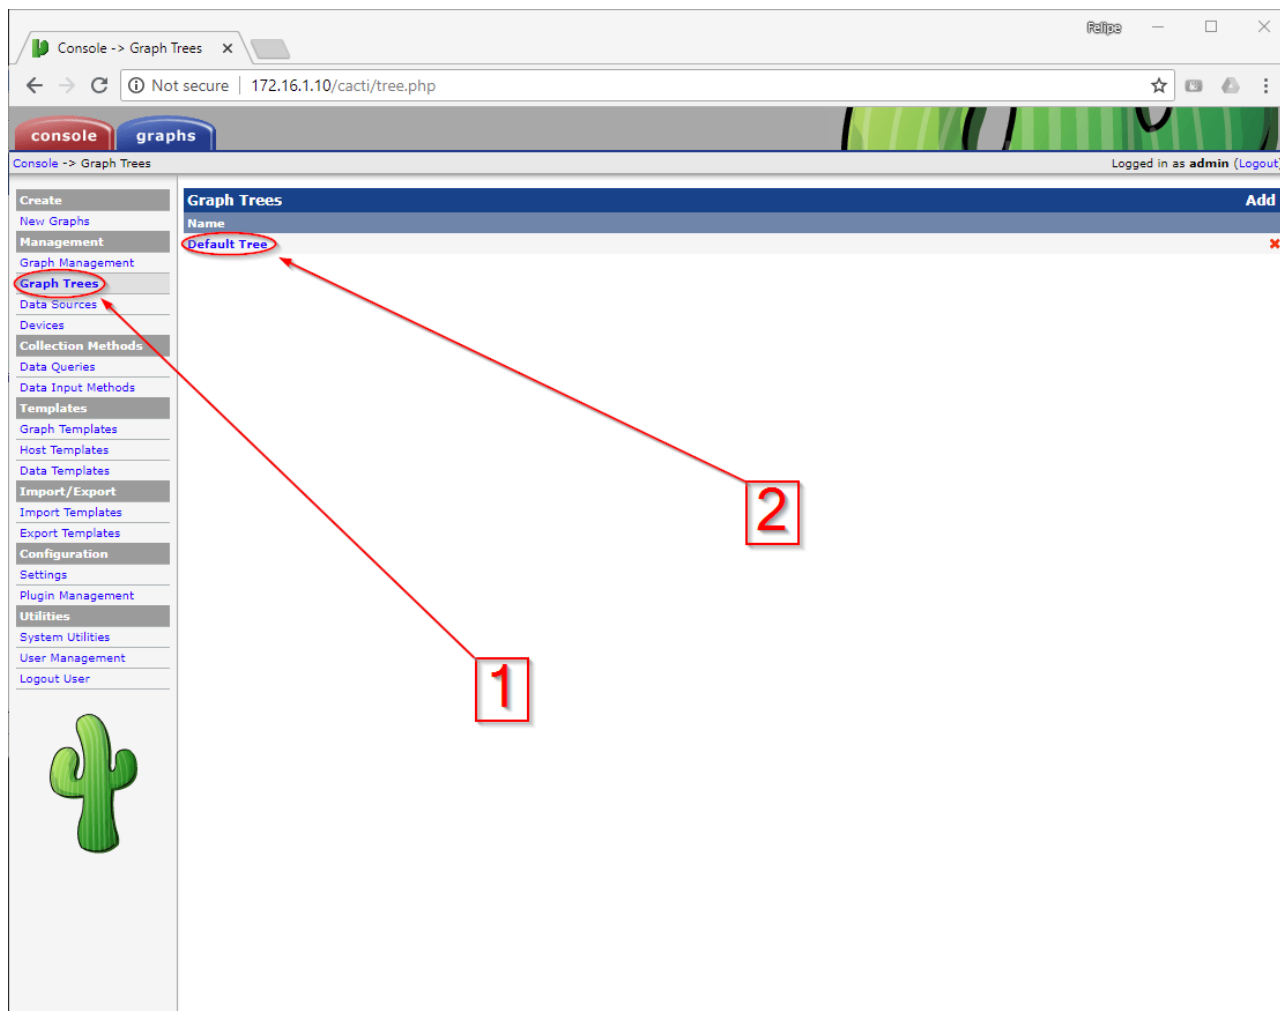 Felipe
Console -> Graph Trees
Not secure | 172.16.1.10/cacti/tree.php
console graphs
Console -> Graph Trees
Logged in as admin (Logout)
Create
New Graphs
Management
Graph Management
Graph Trees
Data Sources
Devices
Collection Methods
Data Queries
Data Input Methods
Templates
Graph Templates
Host Templates
Data Templates
Import/Export
Import Templates
Export Templates
Configuration
Settings
Plugin Management
Utilities
System Utilities
User Management
Logout User
Graph Trees Add
Name
Default Tree
2
1